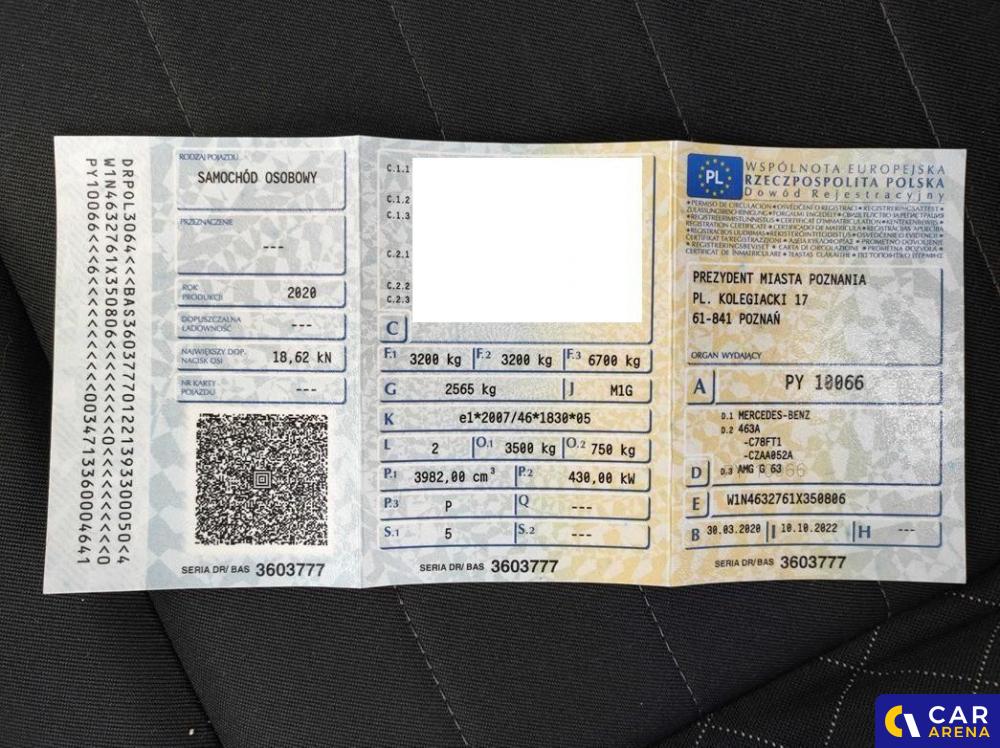 DRPOL3064<<<BAS36037770122139330005O<4
W1N4632761X350806<<<<<<<<<O<<<<<<<<<<O
PY10066<<6<<<<<<<<<<<<<003471336000464 1
RODZAJ POJAZDU
SAMOCHÓD OSOBOWY
PRZEZNACZENIE
---
ROK PRODUKCJI 2020
DOPUSZCZALNA ŁADOWNOŚĆ ---
NAJWIĘKSZY DOP. NACISK OSI 18,62 kN
NR KARTY POJAZDU ---
SERIA DR/ BAS 3603777
C.1.1
C.1.2
C.1.3
C.2.1
C.2.2
C.2.3
C
F.1 3200 kg F.2 3200 kg F.3 6700 kg
G 2565 kg J M1G
K e1*2007/46*1830*05
L 2 O.1 3500 kg O.2 750 kg
P.1 3982,00 cm³ P.2 430,00 kW
P.3 P Q ---
S.1 5 S.2 ---
SERIA DR/ BAS 3603777
PL
WSPÓLNOTA EUROPEJSKA
RZECZPOSPOLITA POLSKA
Dowód Rejestracyjny
PREZYDENT MIASTA POZNANIA
PL. KOLEGIACKI 17
61-841 POZNAŃ
ORGAN WYDAJĄCY
A PY 10066
D.1 MERCEDES-BENZ
D.2 463A
-C78FT1
-CZAA052A
D D.3 AMG G 63
E W1N4632761X350806
B 30.03.2020 I 10.10.2022 H ---
SERIA DR/ BAS 3603777
CAR
ARENA